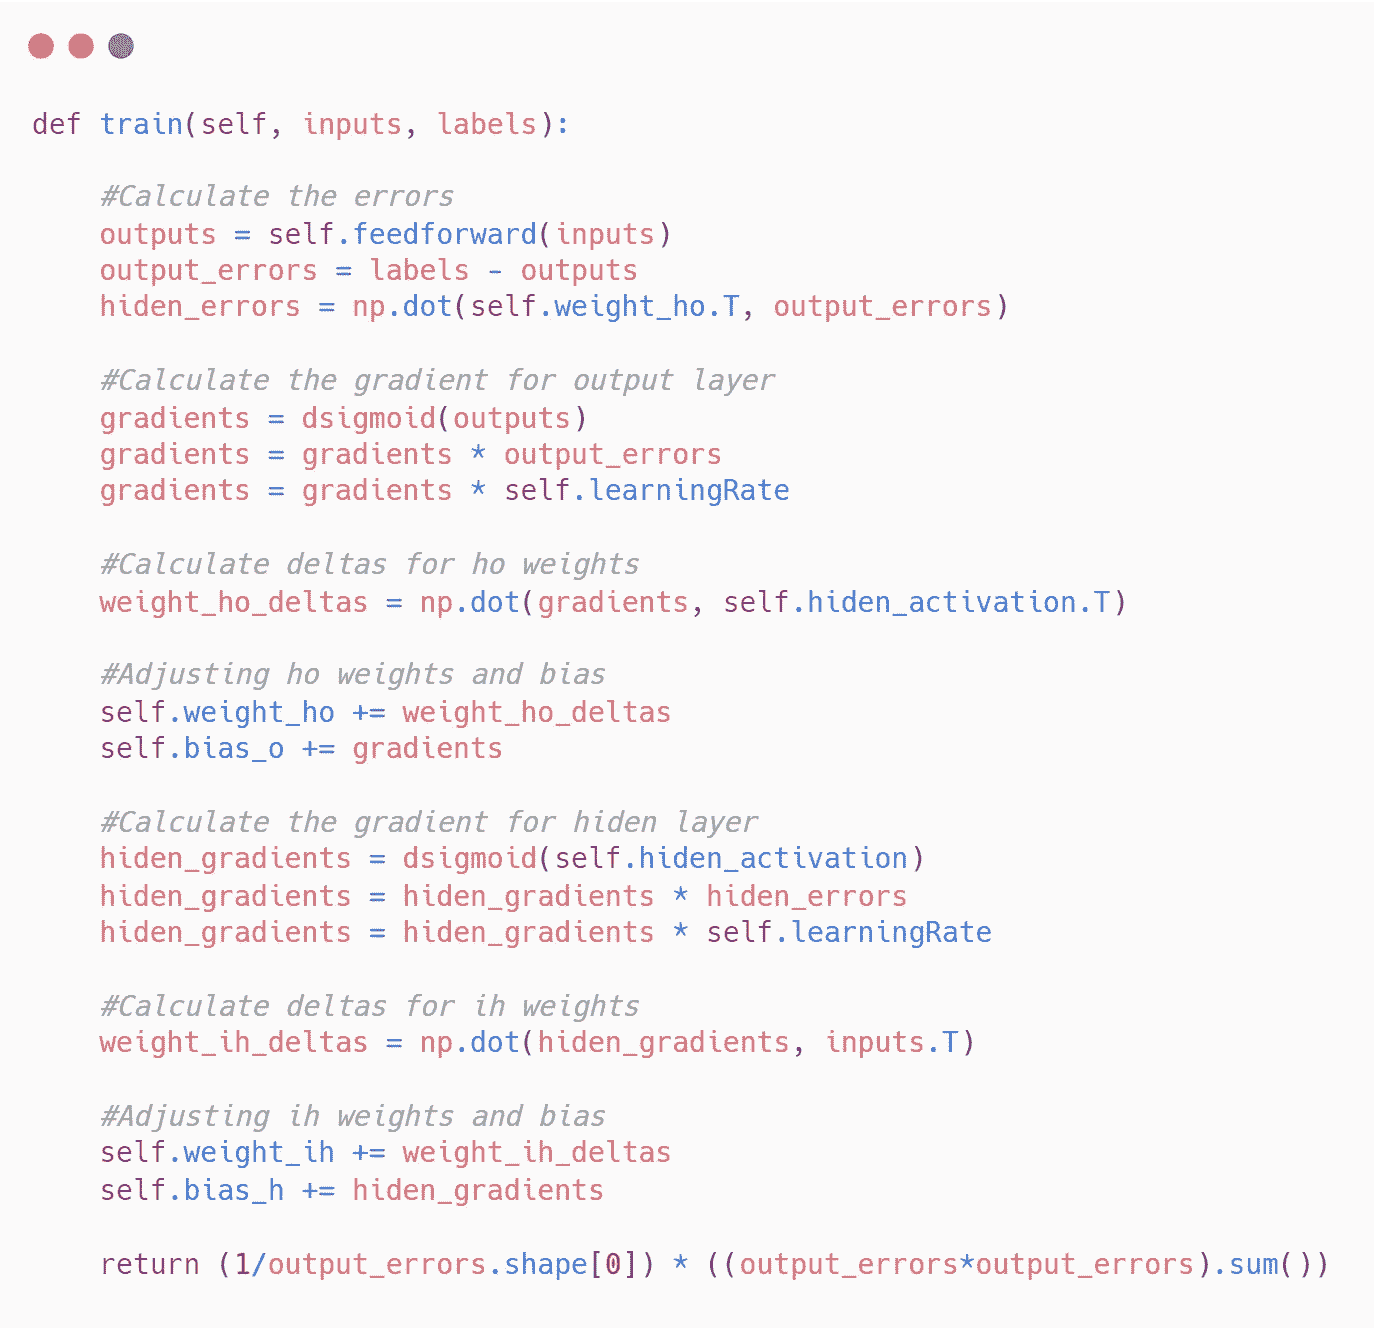 def train(self, inputs, labels):
#Calculate the errors
outputs = self.feedforward(inputs)
output_errors = labels - outputs
hiden_errors = np.dot(self.weight_ho.T, output_errors)
#Calculate the gradient for output layer
gradients = dsigmoid(outputs)
gradients = gradients * output_errors
gradients = gradients * self.learningRate
#Calculate deltas for ho weights
weight_ho_deltas = np.dot(gradients, self.hiden_activation.T)
#Adjusting ho weights and bias
self.weight_ho += weight_ho_deltas
self.bias_o += gradients
#Calculate the gradient for hiden layer
hiden_gradients = dsigmoid(self.hiden_activation)
hiden_gradients = hiden_gradients * hiden_errors
hiden_gradients = hiden_gradients * self.learningRate
#Calculate deltas for ih weights
weight_ih_deltas = np.dot(hiden_gradients, inputs.T)
#Adjusting ih weights and bias
self.weight_ih += weight_ih_deltas
self.bias_h += hiden_gradients
return (1/output_errors.shape[0]) * ((output_errors*output_errors).sum())